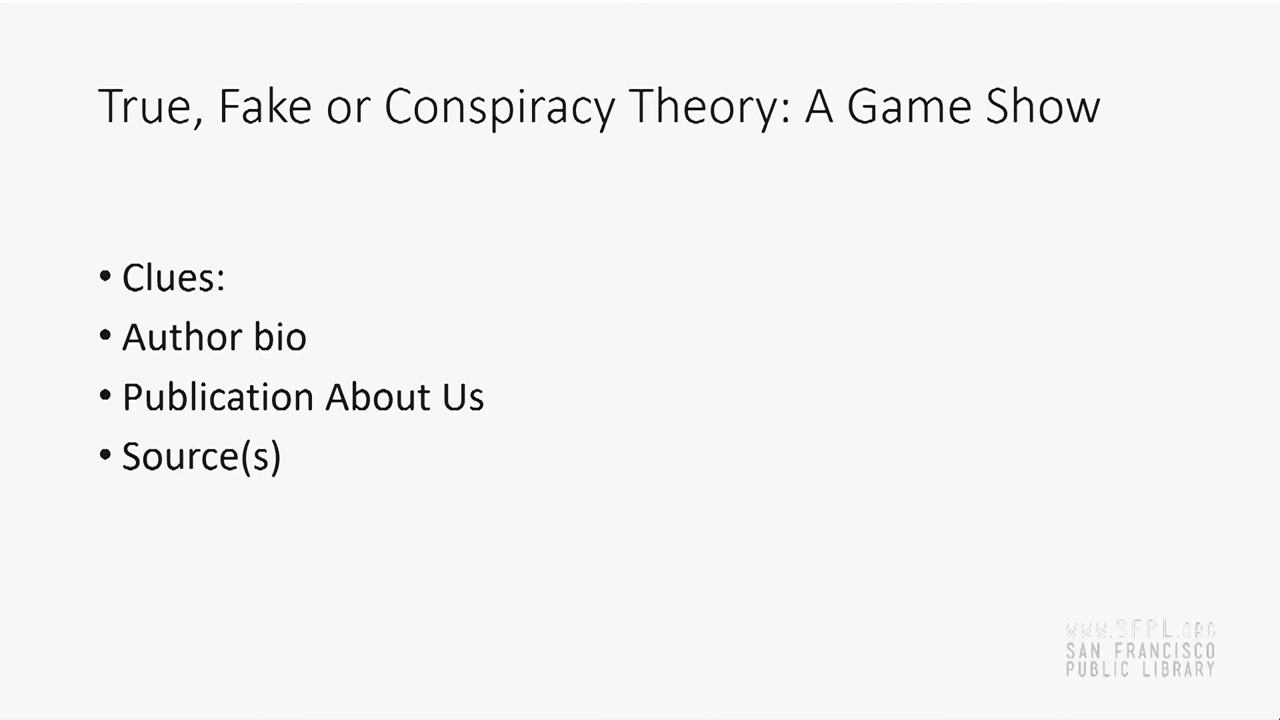 True, Fake or Conspiracy Theory: A Game Show
• Clues:
• Author bio
• Publication About Us
• Source(s)
WWW.SFPL.ORG
SAN FRANCISCO
PUBLIC LIBRARY